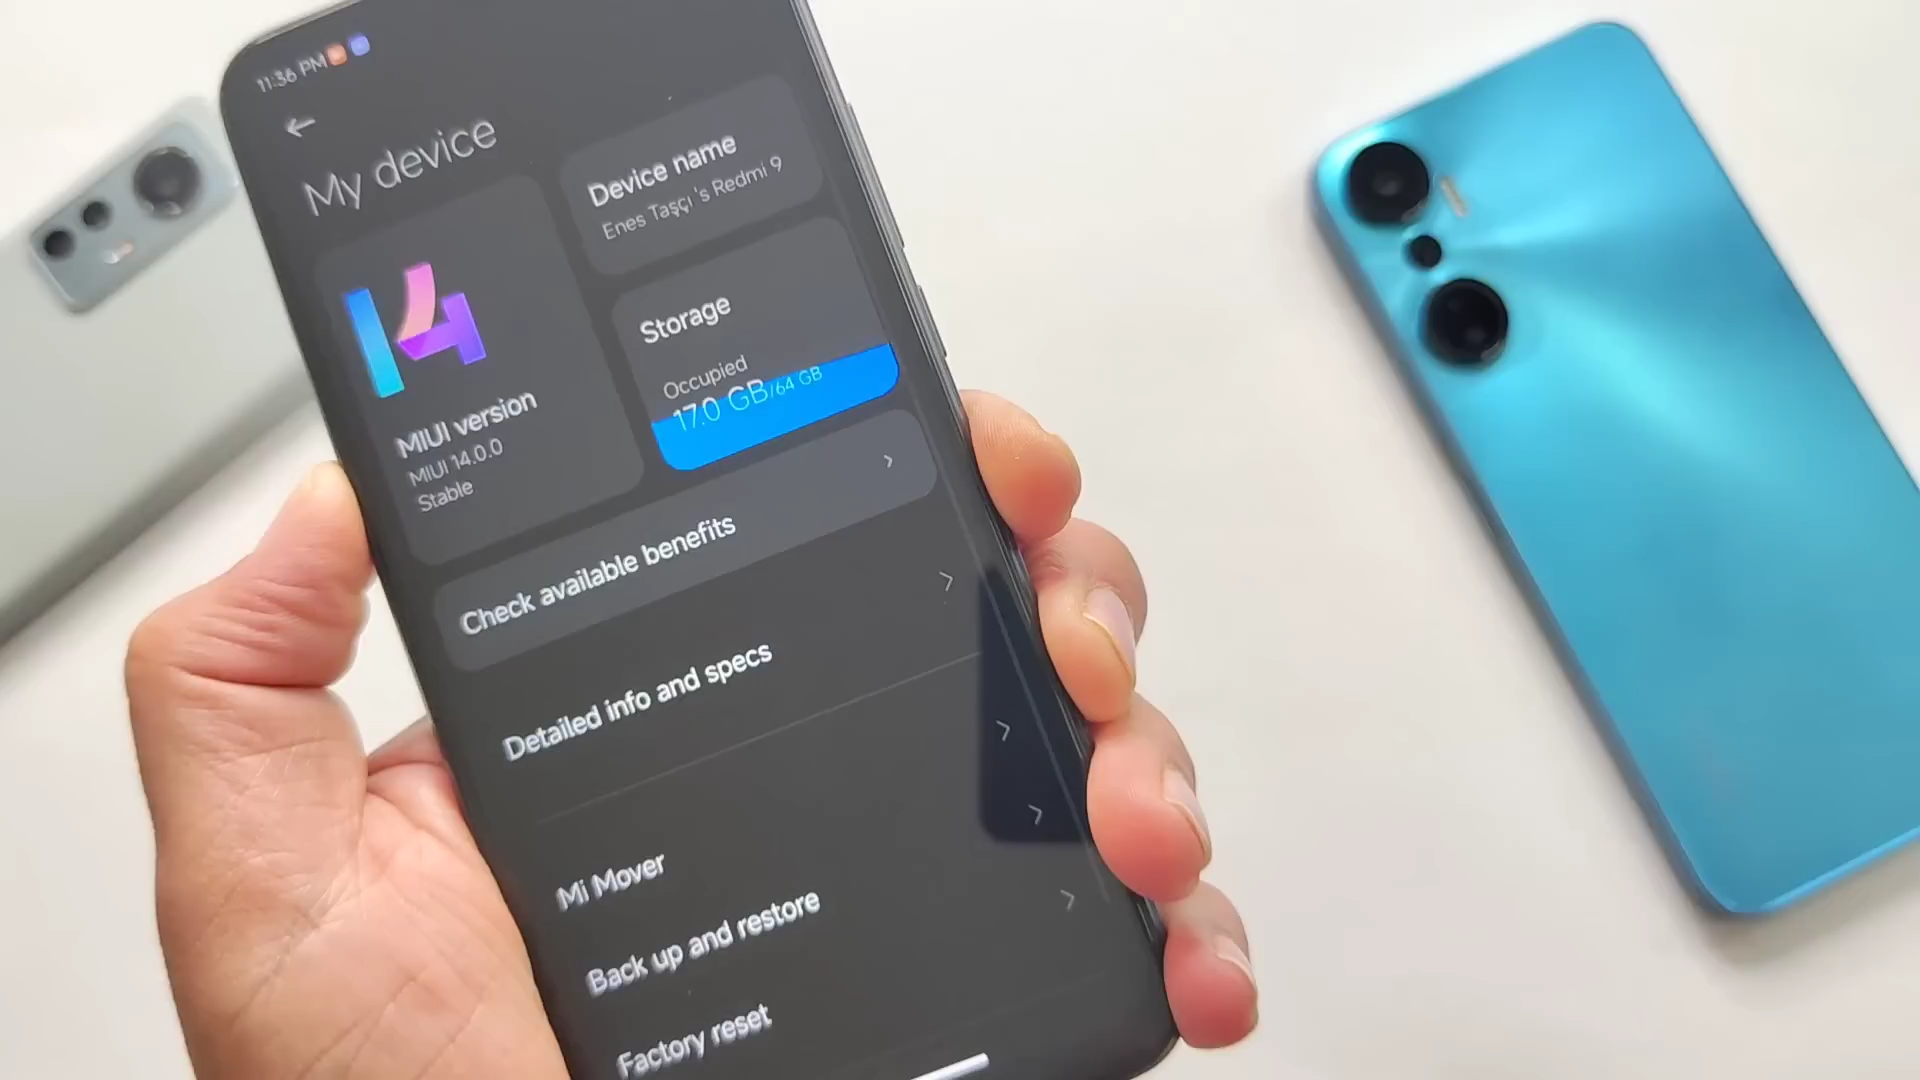 11:36 PM
My device
Device name
Enes Taşçı 's Redmi 9
14
MIUI version
MIUI 14.0.0
Stable
Storage
Occupied
17.0 GB/64 GB
Check available benefits
Detailed info and specs
Mi Mover
Back up and restore
Factory reset